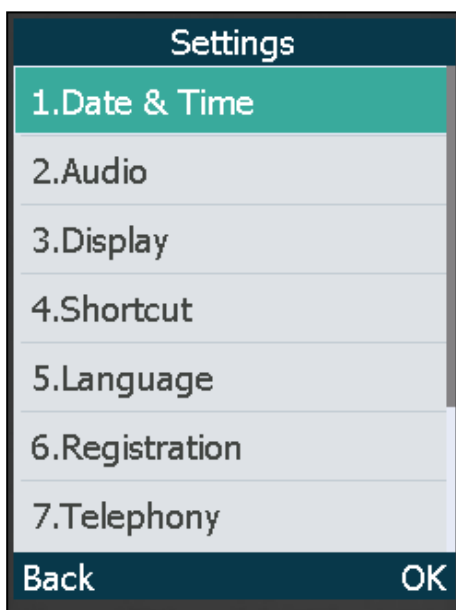 Settings
1.Date & Time
2.Audio
3.Display
4.Shortcut
5.Language
6.Registration
7.Telephony
Back OK